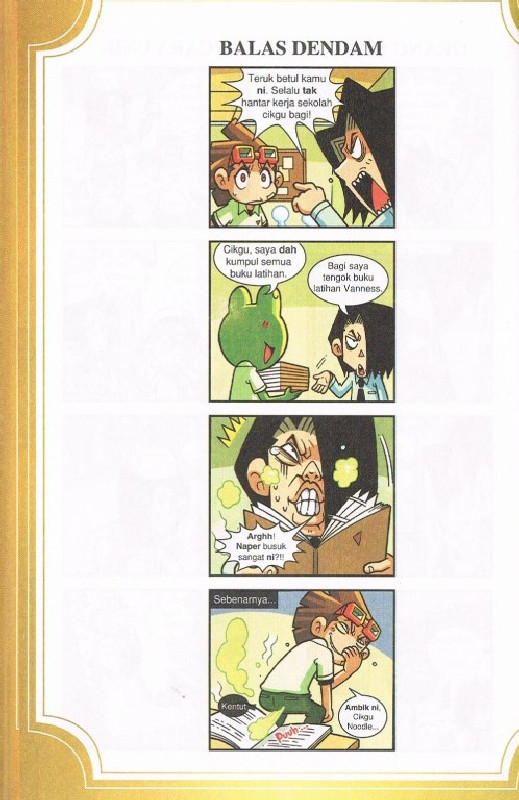 BALAS DENDAM
Teruk betul kamu
ni. Selalu tak
hantar kerja sekolah
cikgu bagi!
Cikgu, saya dah
kumpul semua
buku latihan.
Bagi saya
tengok buku
latihan Vanness.
Arghh!
Naper busuk
sangat ni?!!
Sebenarnya...
Kentut
Puuh...
Ambik ni,
Cikgu
Noodle...